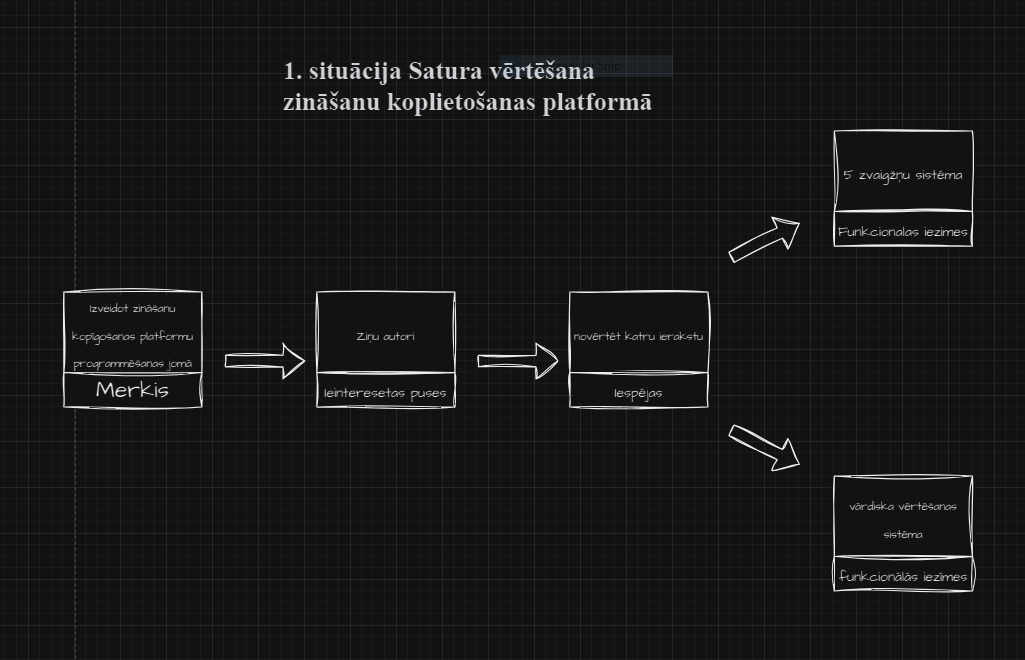 1. situācija Satura vērtēšana
zināšanu koplietošanas platformā
Izveidot zināšanu
kopīgošanas platformu
programmēšanas jomā
Merkis
Ziņu autori
Ieinteresetas puses
novērtēt katru ierakstu
Iespējas
5 zvaigžņu sistēma
Funkcionalas iezimes
vārdiska vērtēšanas
sistēma
funkcionālās iezīmes